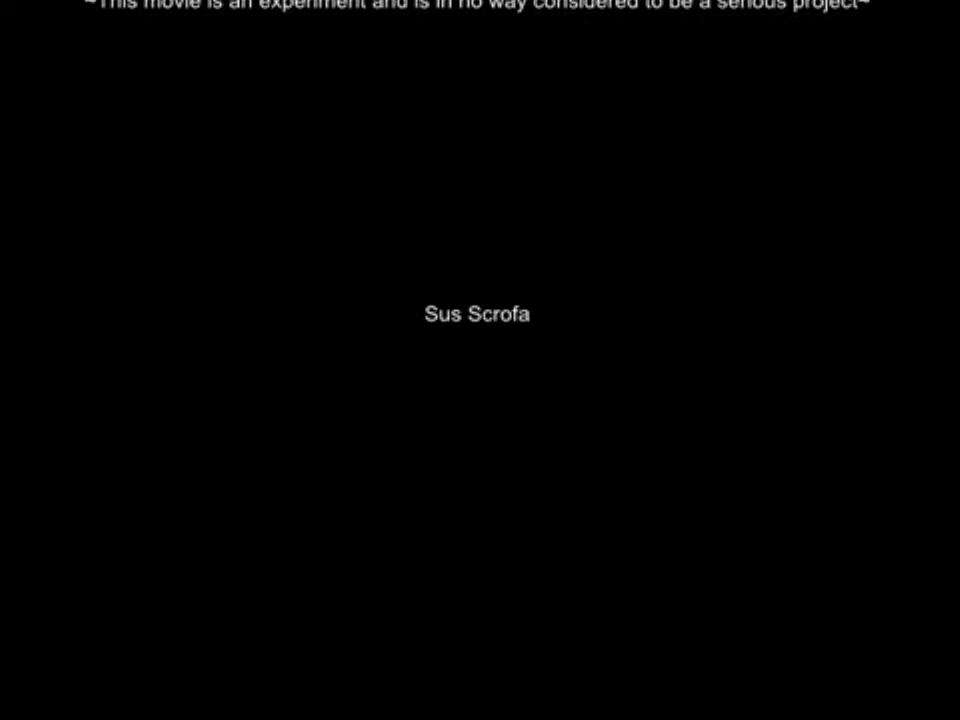 ~This movie is an experiment and is in no way considered to be a serious project~
Sus Scrofa